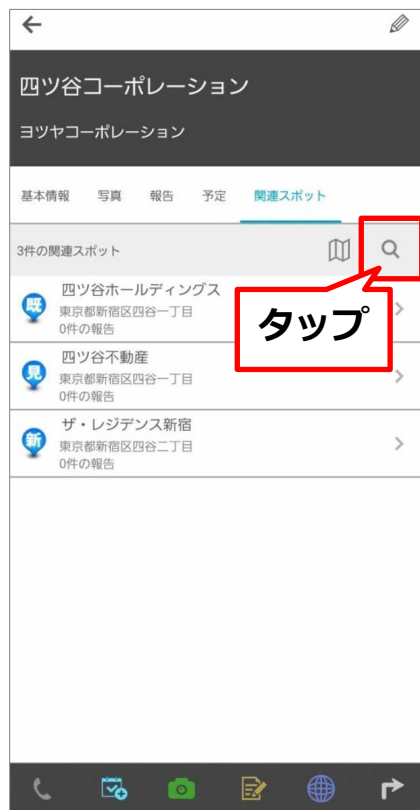 四ツ谷コーポレーション
ヨツヤコーポレーション
基本情報 写真 報告 予定 関連スポット
3件の関連スポット
タップ
既
四ツ谷ホールディングス
東京都新宿区四谷一丁目
0件の報告
見
四ツ谷不動産
東京都新宿区四谷一丁目
0件の報告
新
ザ・レジデンス新宿
東京都新宿区四谷二丁目
0件の報告